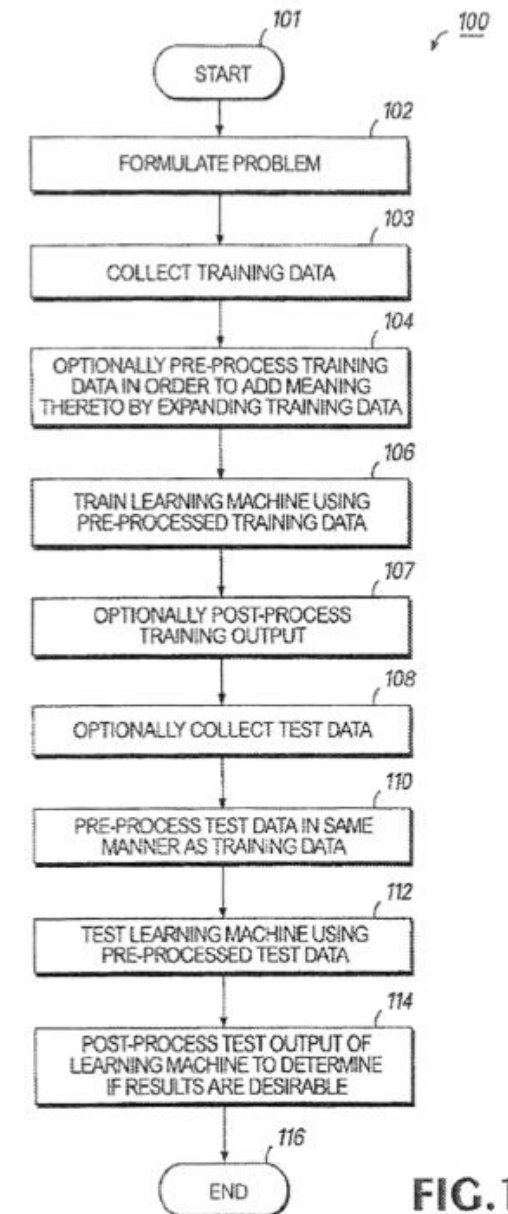 101
100
START
102
FORMULATE PROBLEM
103
COLLECT TRAINING DATA
104
OPTIONALLY PRE-PROCESS TRAINING
DATA IN ORDER TO ADD MEANING
THERETO BY EXPANDING TRAINING DATA
106
TRAIN LEARNING MACHINE USING
PRE-PROCESSED TRAINING DATA
107
OPTIONALLY POST-PROCESS
TRAINING OUTPUT
108
OPTIONALLY COLLECT TEST DATA
110
PRE-PROCESS TEST DATA IN SAME
MANNER AS TRAINING DATA
112
TEST LEARNING MACHINE USING
PRE-PROCESSED TEST DATA
114
POST-PROCESS TEST OUTPUT OF
LEARNING MACHINE TO DETERMINE
IF RESULTS ARE DESIRABLE
116
END
FIG.1